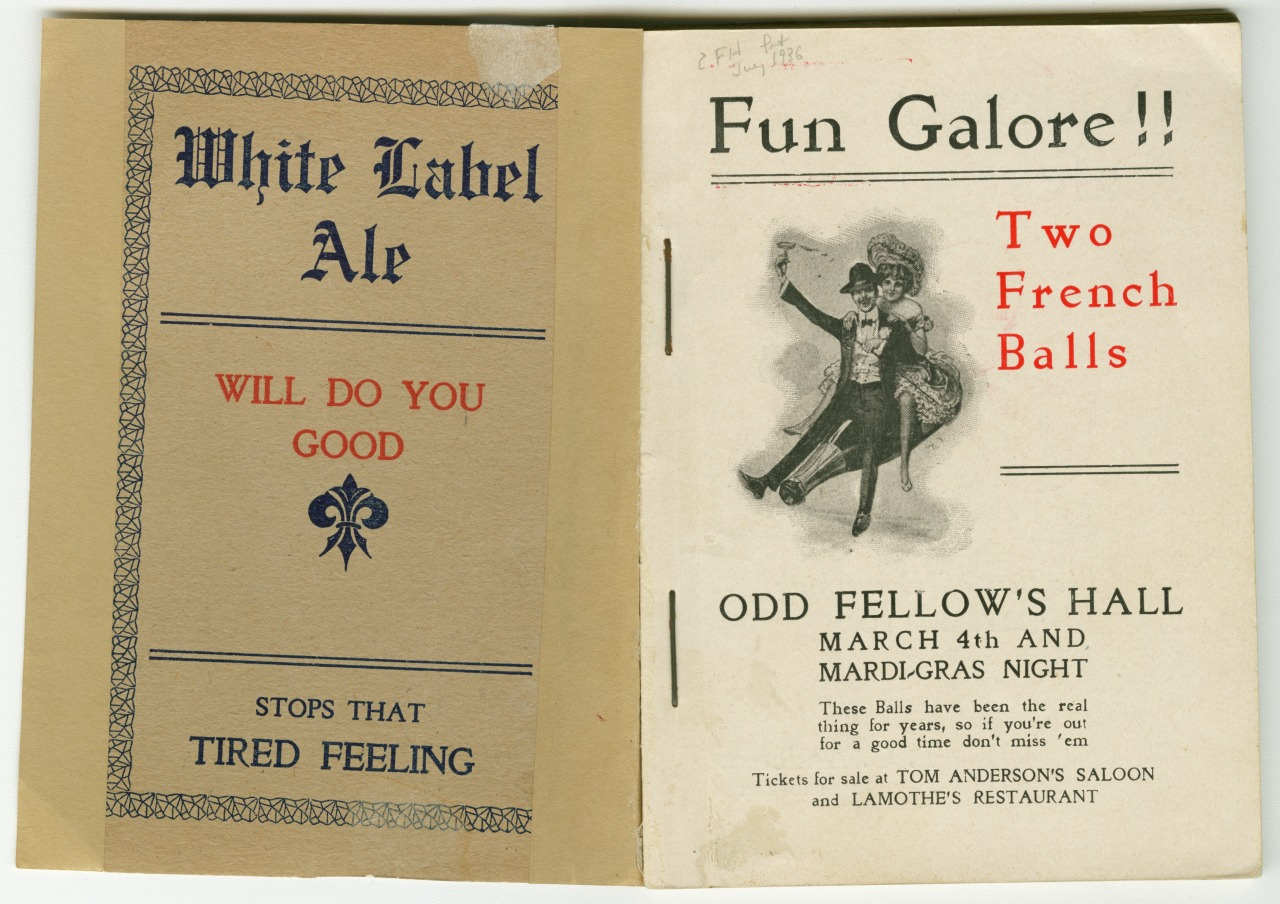 White Label
Ale
WILL DO YOU
GOOD
STOPS THAT
TIRED FEELING
July 1936
Fun Galore!!
Two
French
Balls
ODD FELLOW'S HALL
MARCH 4th AND
MARDI-GRAS NIGHT
These Balls have been the real
thing for years, so if you're out
for a good time don't miss 'em
Tickets for sale at TOM ANDERSON'S SALOON
and LAMOTHE'S RESTAURANT